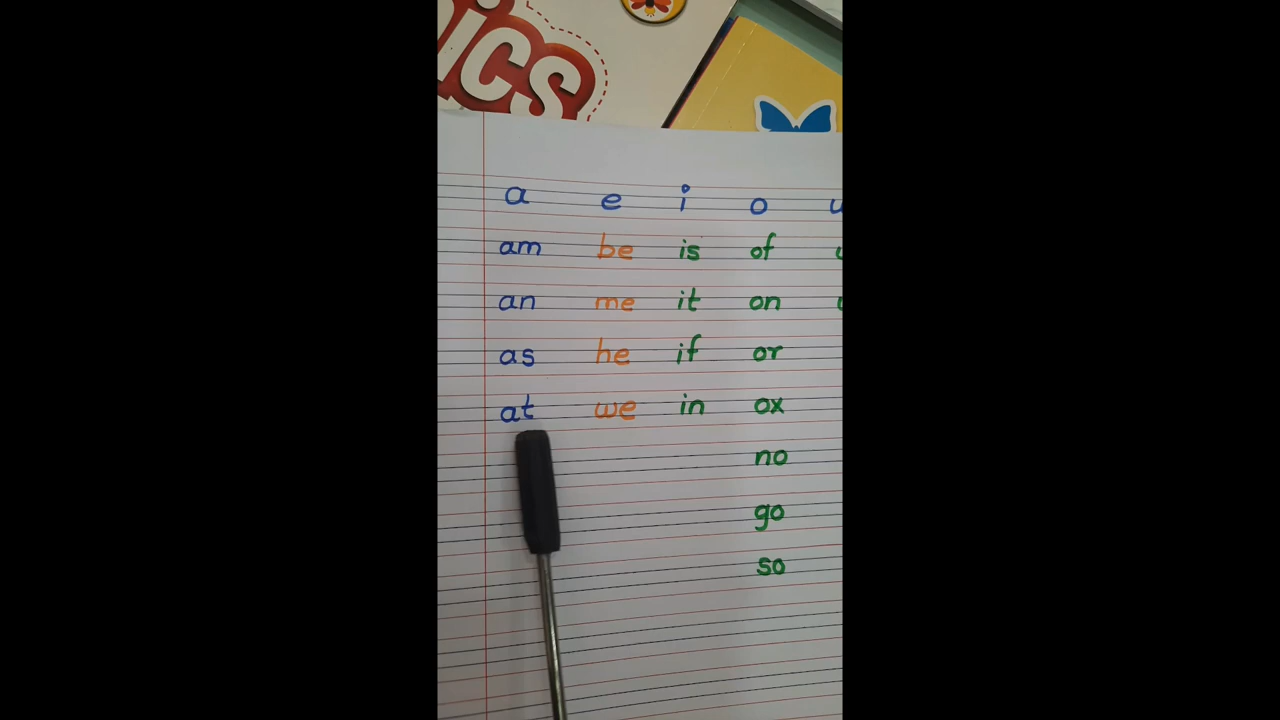 ics
a e i o u
am be is of
an me it on
as he if or
at we in ox
no
go
so